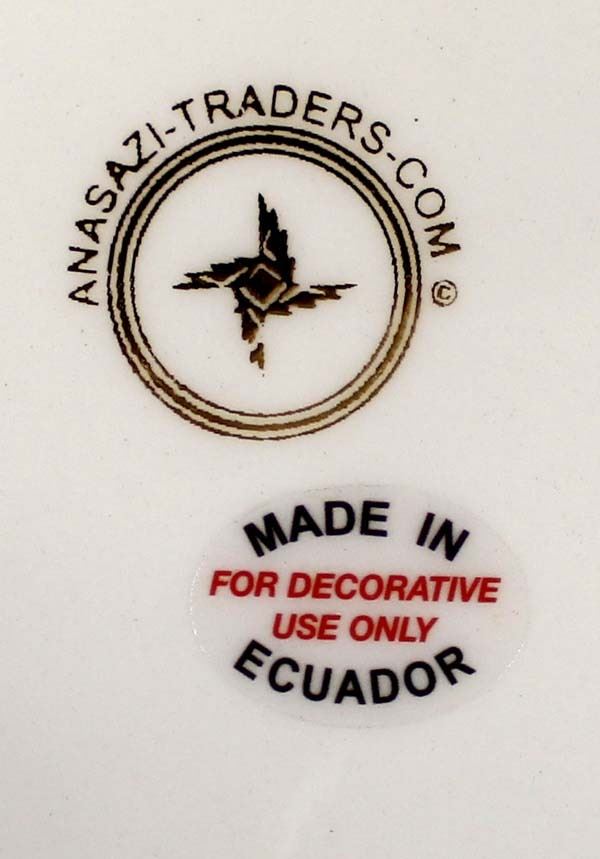 ANASAZI-TRADERS-COM ©
MADE IN
FOR DECORATIVE
USE ONLY
ECUADOR